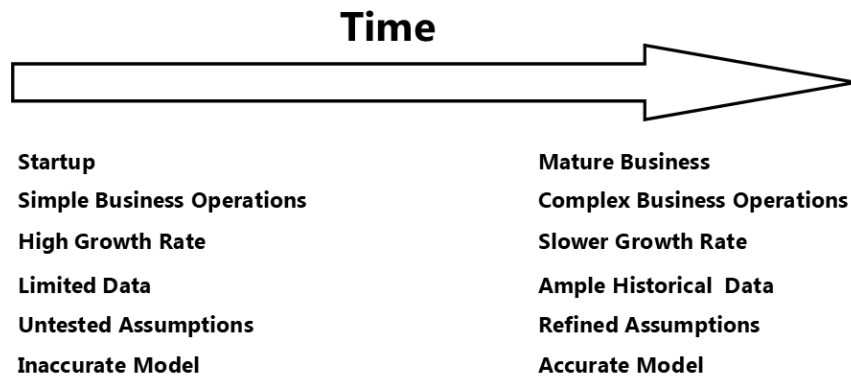 Time
Startup
Mature Business
Simple Business Operations
Complex Business Operations
High Growth Rate
Slower Growth Rate
Limited Data
Ample Historical Data
Untested Assumptions
Refined Assumptions
Inaccurate Model
Accurate Model